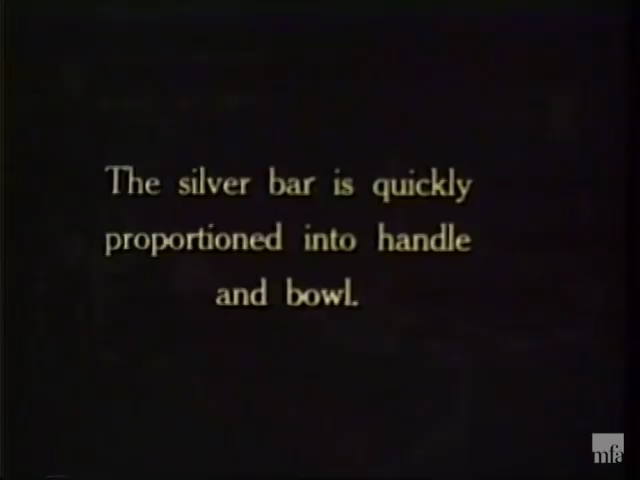 The silver bar is quickly
proportioned into handle
and bowl.
mfa